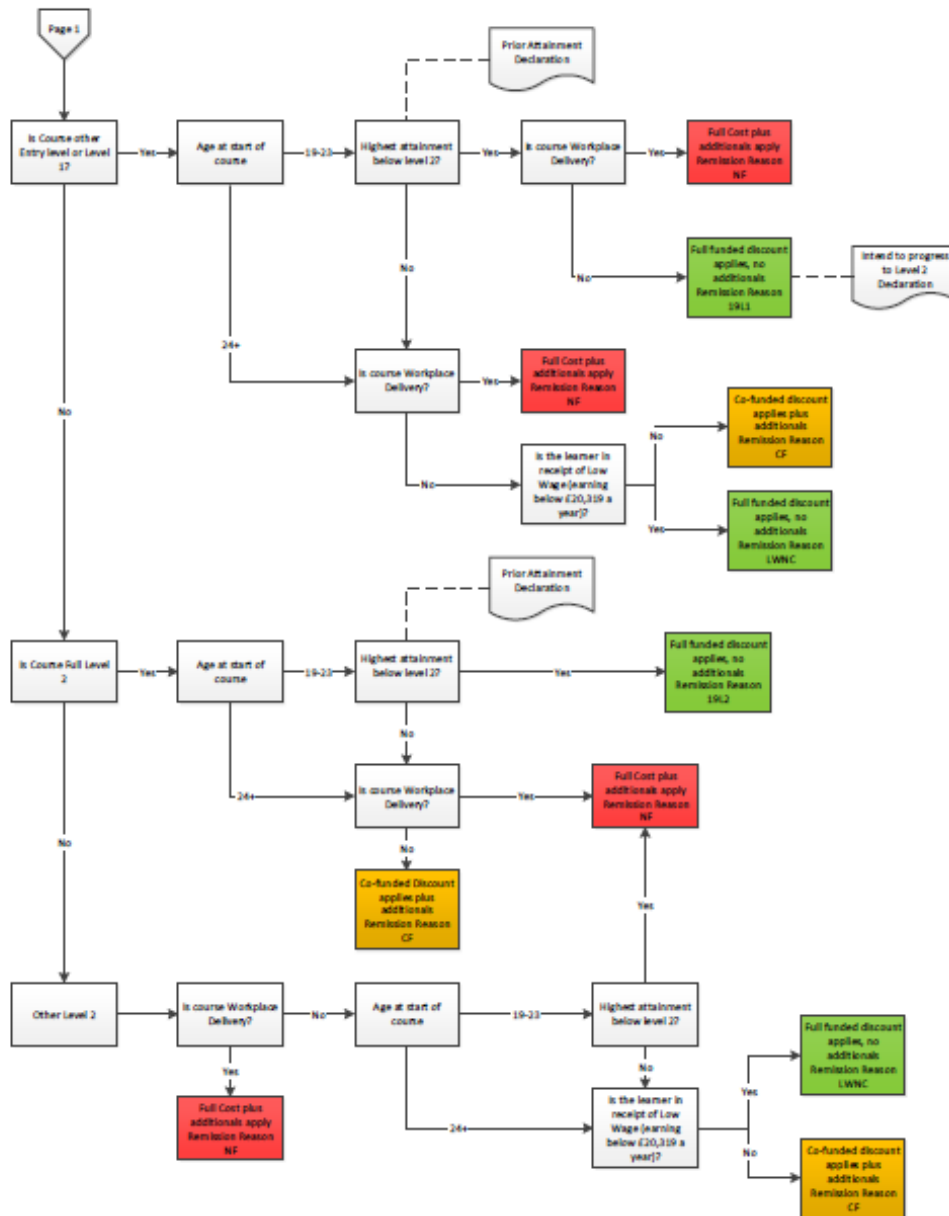 Page 1
Prior Attainment
Declaration
Is Course other
Entry level or Level
1?
Yes
Age at start of
course
19-23
Highest attainment
below level 2?
Yes
Is course Workplace
Delivery?
Yes
Full Cost plus
additionals apply
Remission Reason
NF
No
No
Full funded discount
applies, no
additionals
Remission Reason
19L1
Intend to progress
to Level 2
Declaration
24+
Is course Workplace
Delivery?
Yes
Full Cost plus
additionals apply
Remission Reason
NF
No
No
Is the learner in
receipt of Low
Wage (earning
below £20,319 a
year)?
No
Co-funded discount
applies plus
additionals
Remission Reason
CF
Yes
Full funded discount
applies, no
additionals
Remission Reason
LWNC
Prior Attainment
Declaration
Is Course Full Level
2
Yes
Age at start of
course
19-23
Highest attainment
below level 2?
Yes
Full funded discount
applies, no additionals
Remission Reason
19L2
No
24+
Is course Workplace
Delivery?
Yes
Full Cost plus
additionals apply
Remission Reason
NF
No
No
Co-funded Discount
applies plus
additionals
Remission Reason
CF
Yes
Other Level 2
Is course Workplace
Delivery?
No
Age at start of
course
19-23
Highest attainment
below level 2?
Yes
Full Cost plus
additionals apply
Remission Reason
NF
No
24+
Is the learner in
receipt of Low
Wage (earning
below £20,319 a
year)?
Yes
Full funded discount
applies, no
additionals
Remission Reason
LWNC
No
Co-funded discount
applies plus
additionals
Remission Reason
CF